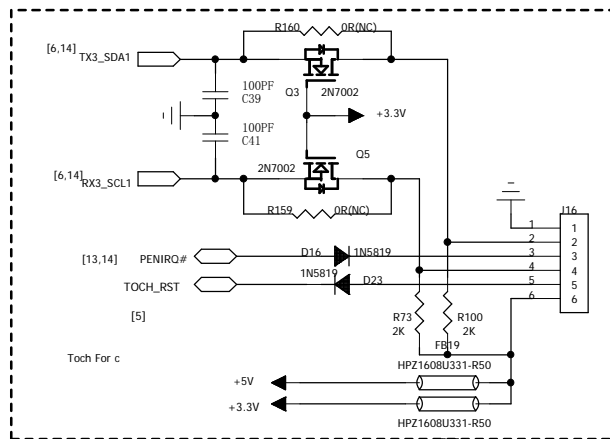 R160 0R(NC)
[6,14] TX3_SDA1
100PF
C39
Q3 2N7002
+3.3V
100PF
C41
Q5
2N7002
[6,14] RX3_SCL1
R159 0R(NC)
J16
1 1
2 2
[13,14] PENIRQ# D16 1N5819 3 3
4 4
1N5819
TOCH_RST D23 5 5
6 6
[5]
R73 R100
2K 2K
FB19
Toch For c
HPZ1608U331-R50
+5V
+3.3V
HPZ1608U331-R50